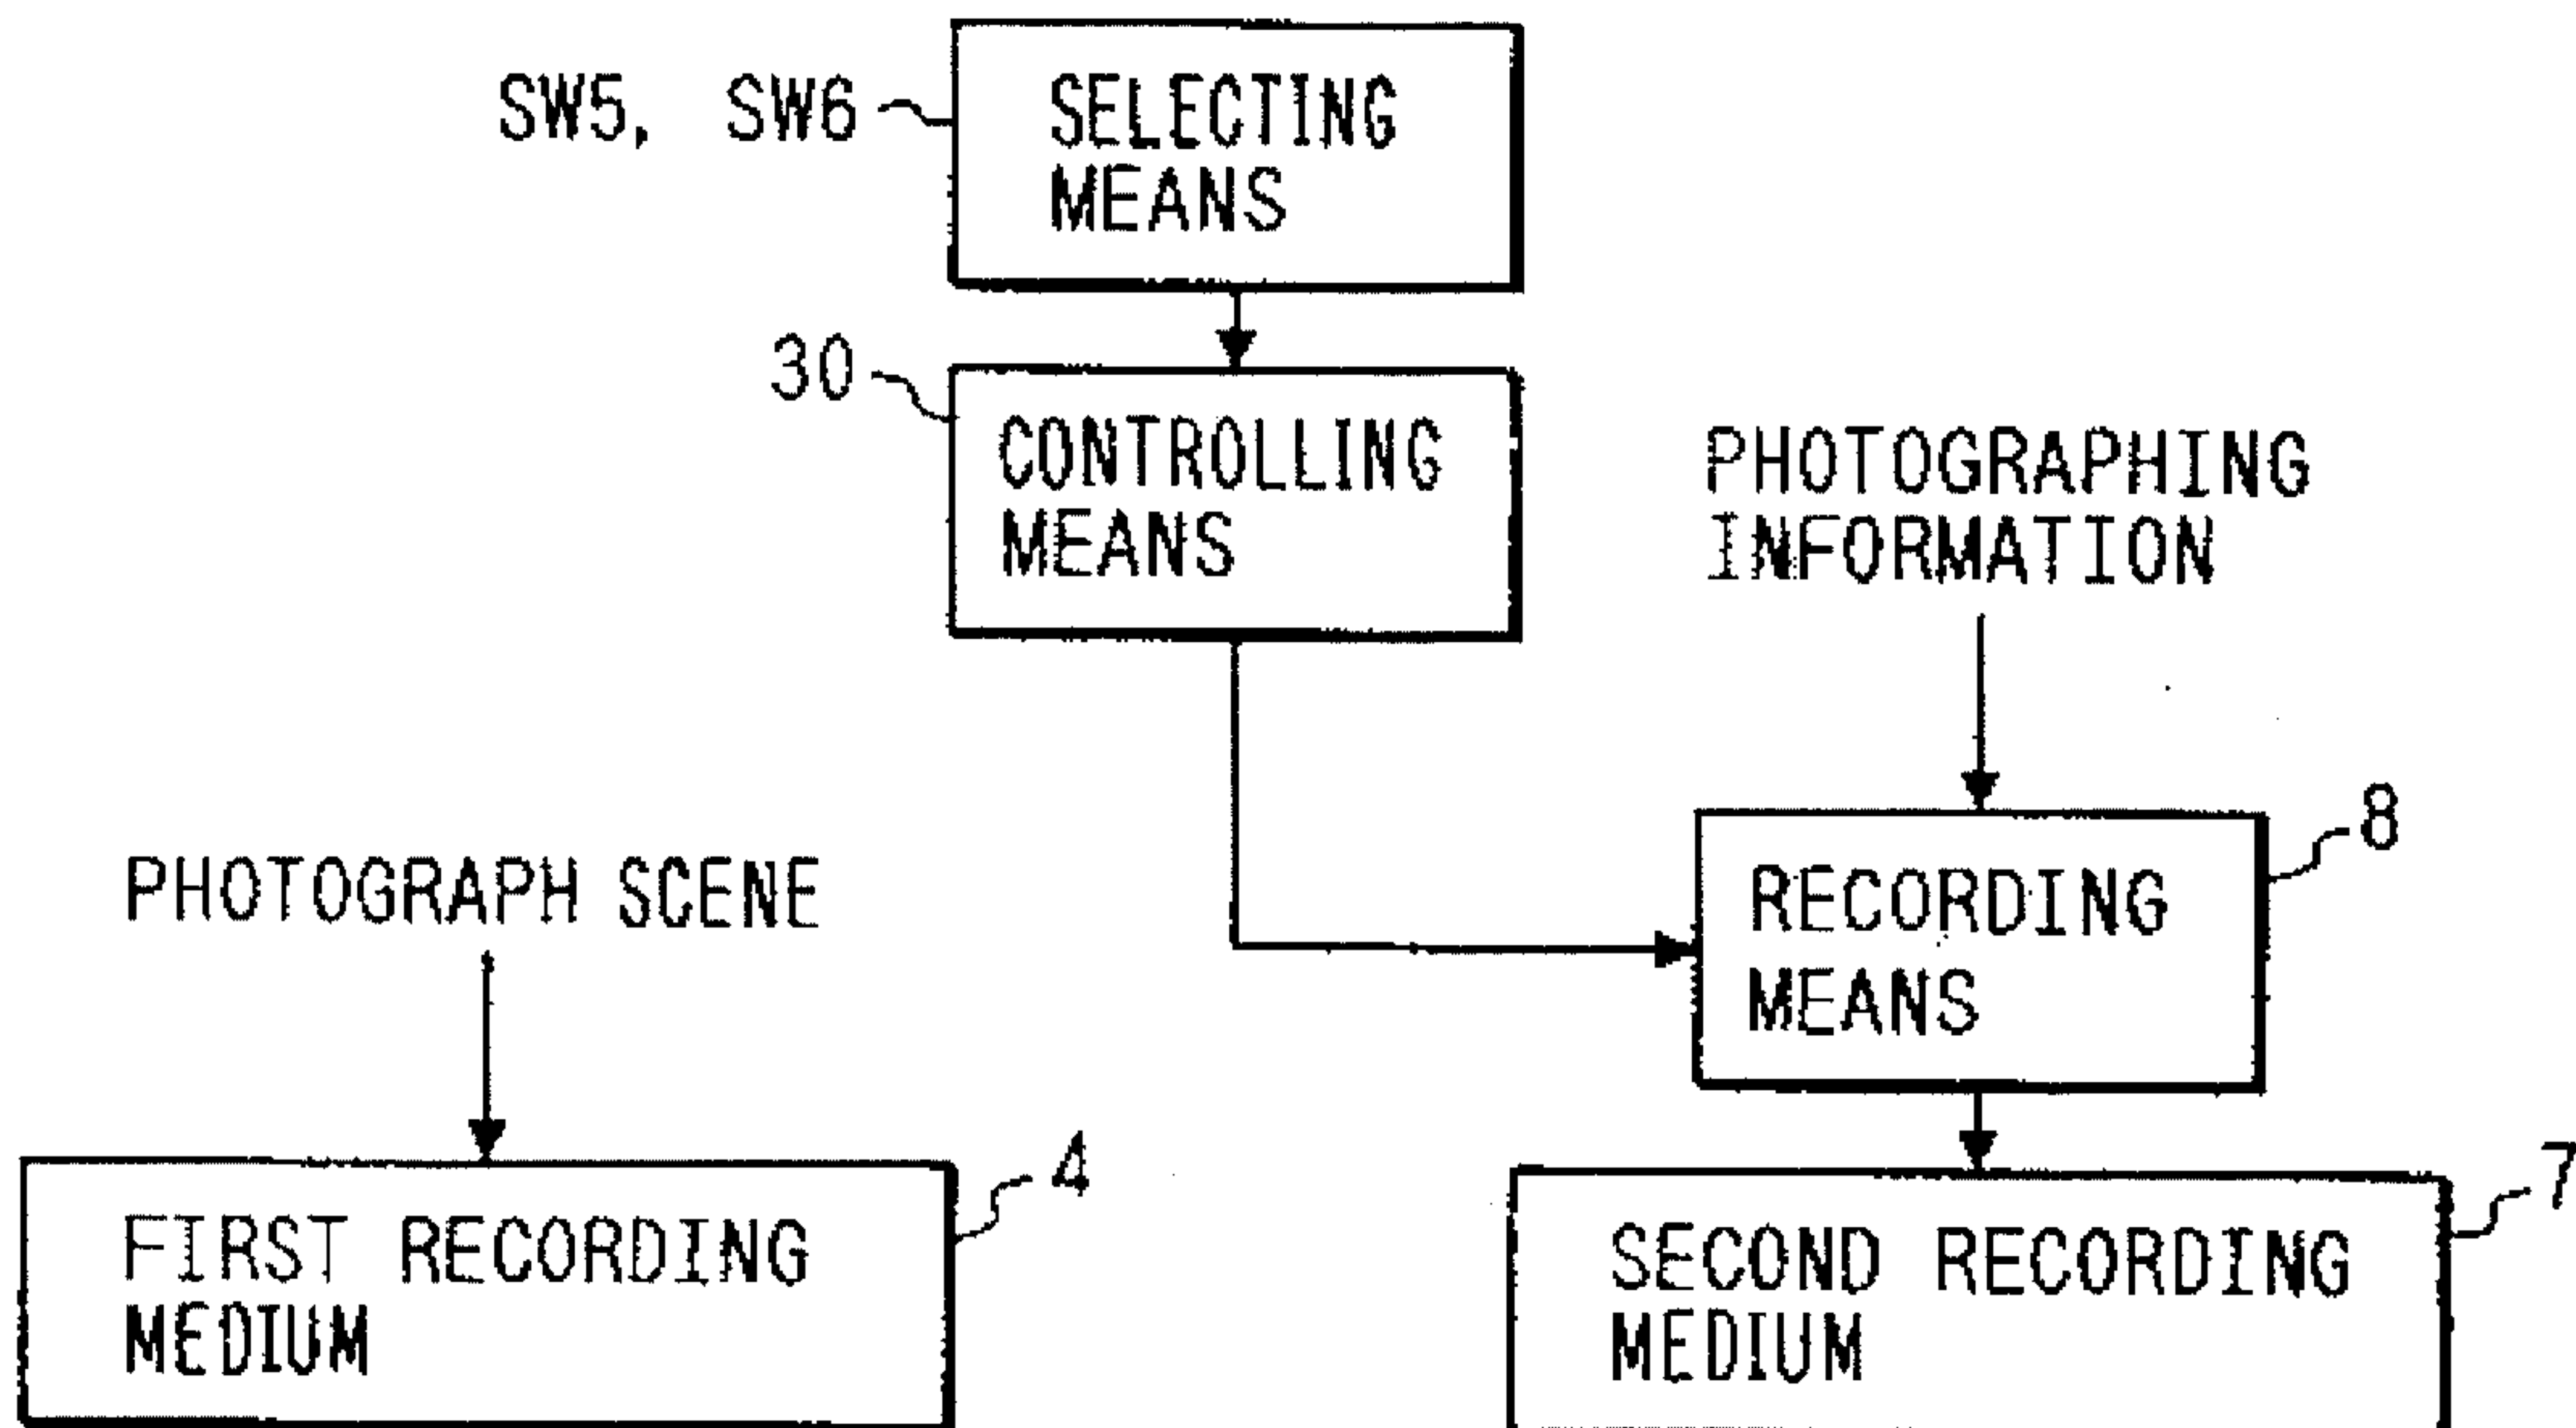 SW5, SW6
SELECTING
MEANS
30
CONTROLLING
MEANS
PHOTOGRAPHING
INFORMATION
PHOTOGRAPH SCENE
8
RECORDING
MEANS
4
FIRST RECORDING
MEDIUM
7
SECOND RECORDING
MEDIUM